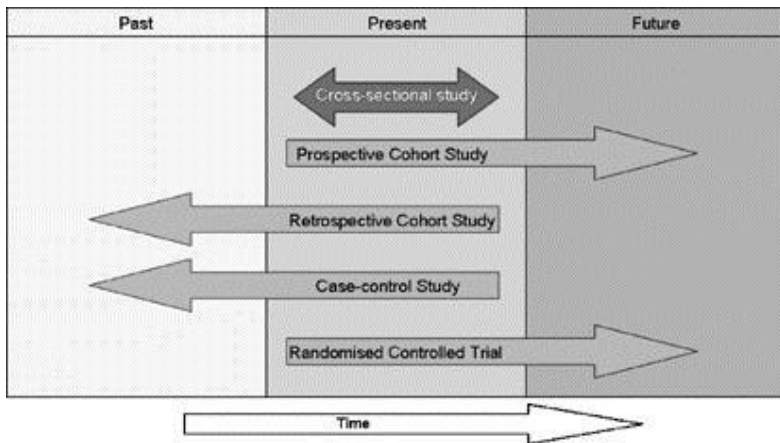 Past Present Future
Cross-sectional study
Prospective Cohort Study
Retrospective Cohort Study
Case-control Study
Randomised Controlled Trial
Time